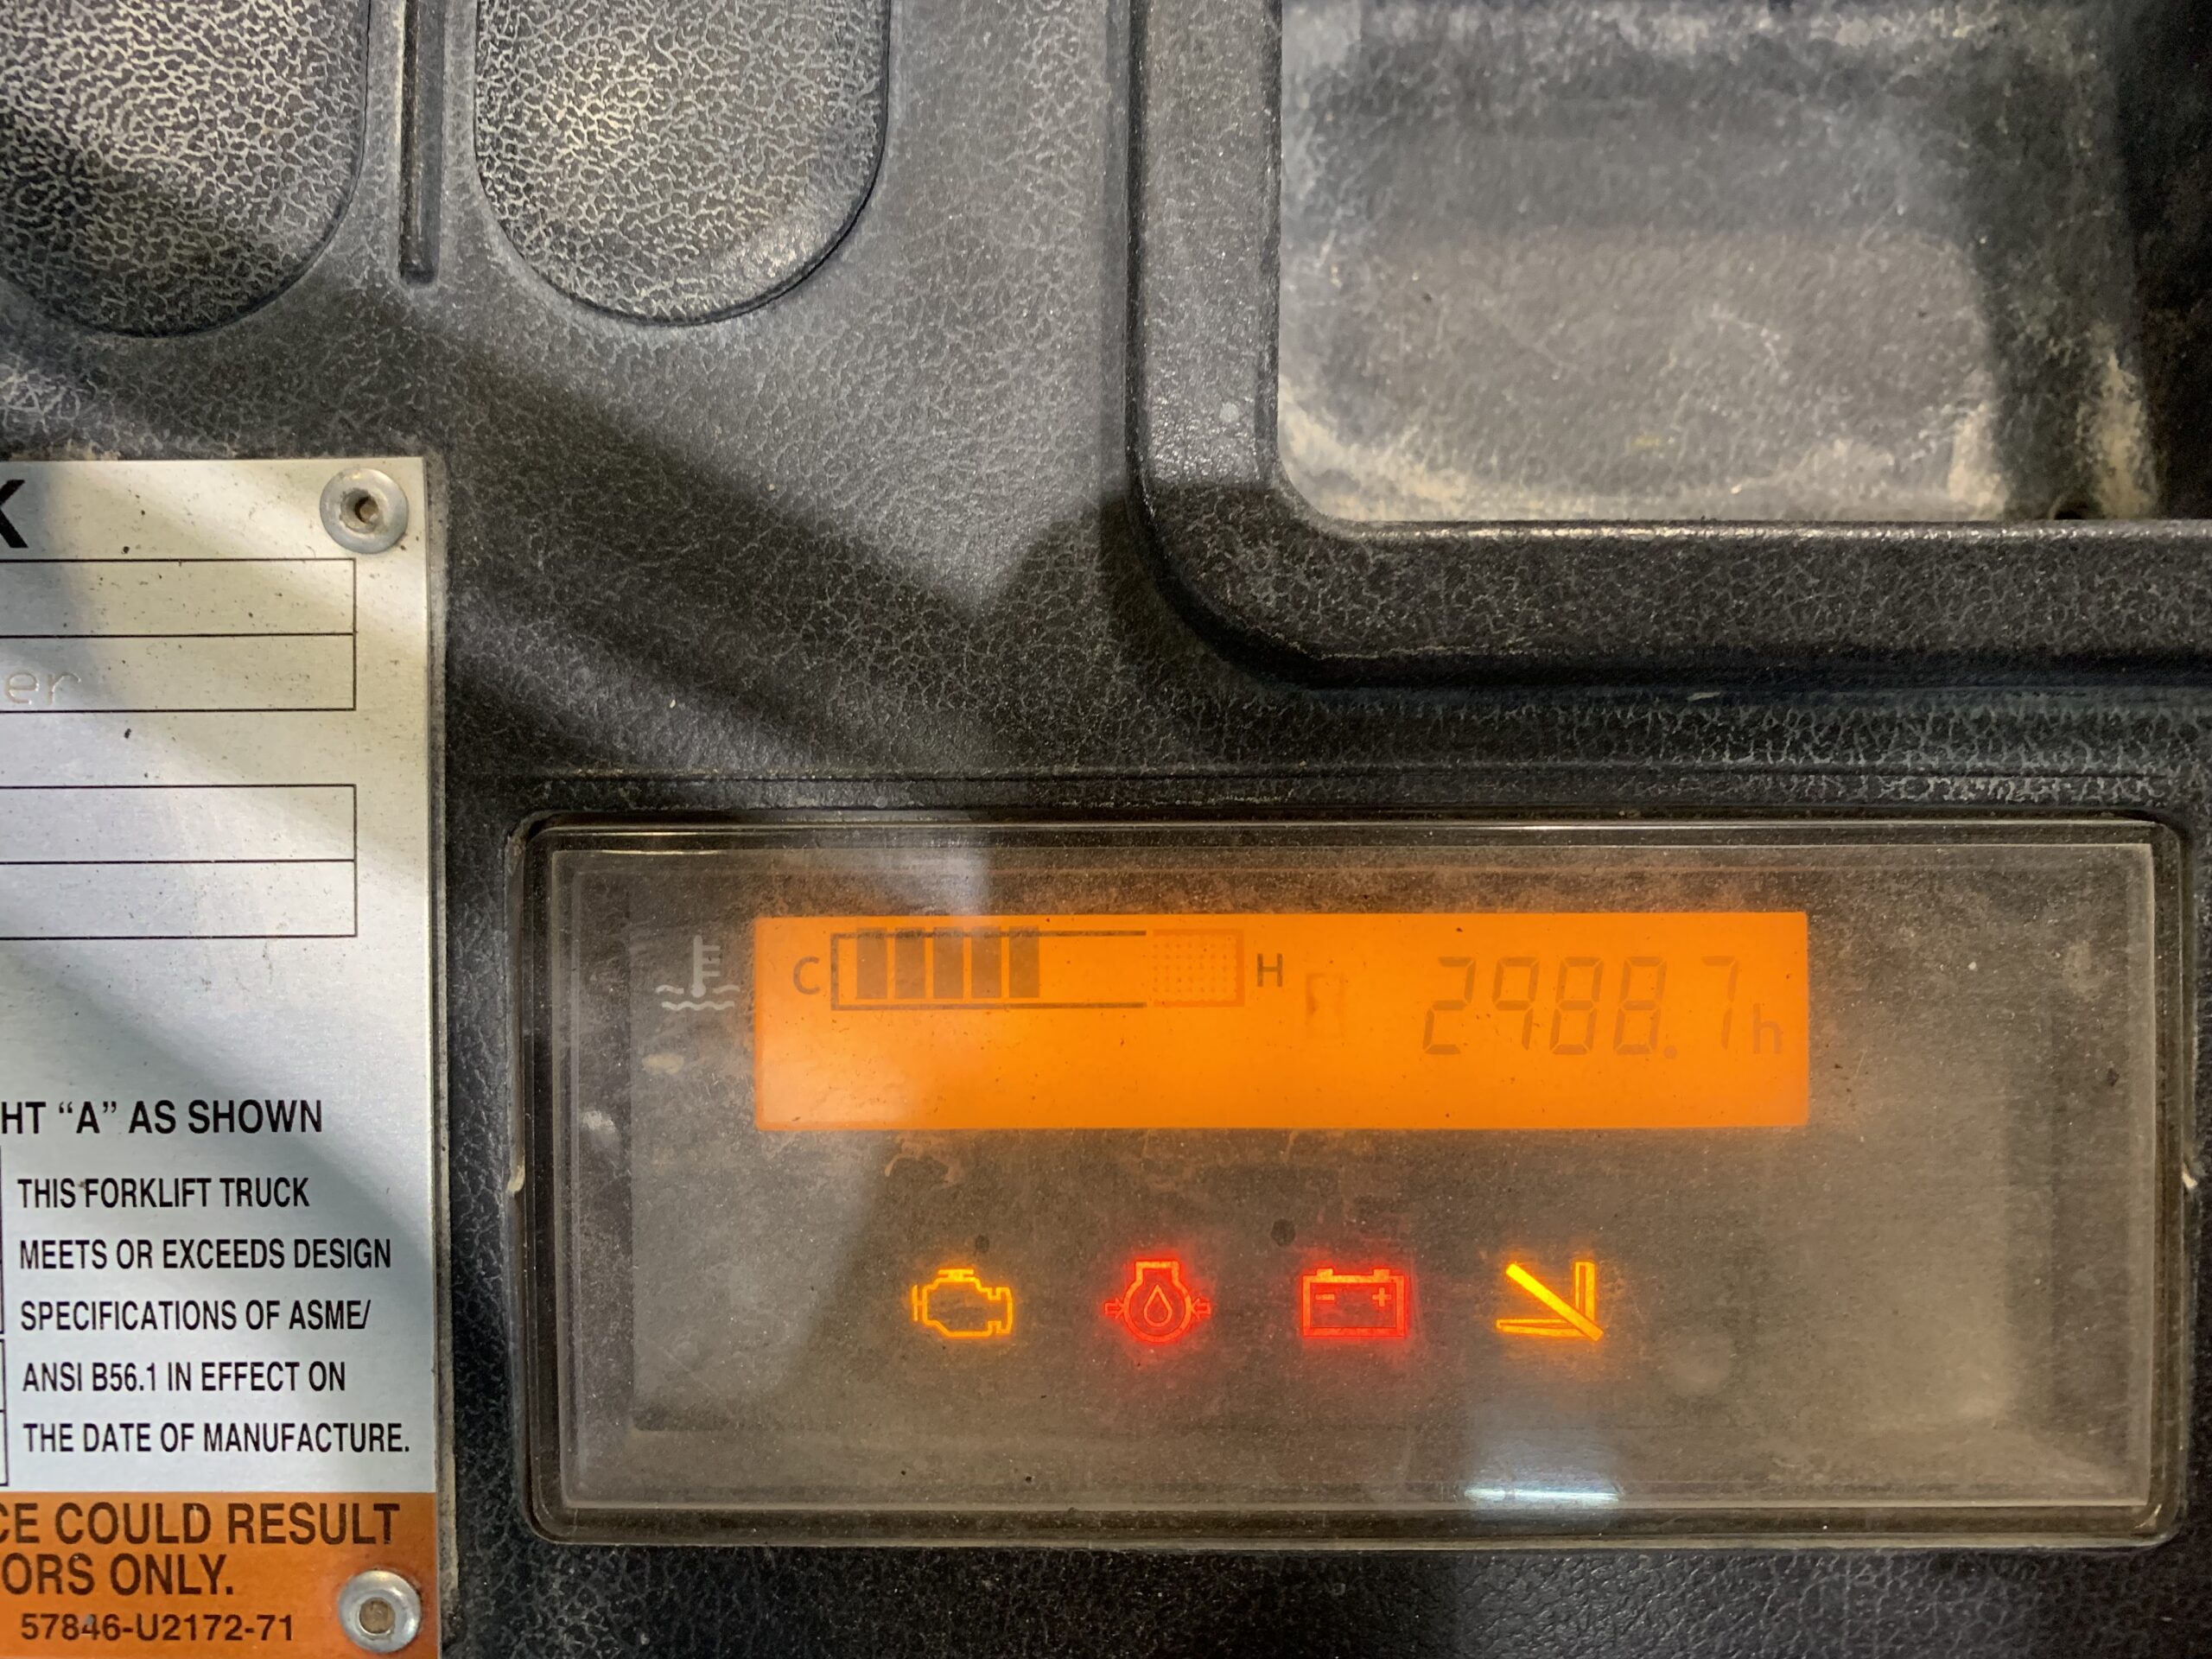 K
er
HT “A” AS SHOWN
THIS FORKLIFT TRUCK
MEETS OR EXCEEDS DESIGN
SPECIFICATIONS OF ASME/
ANSI B56.1 IN EFFECT ON
THE DATE OF MANUFACTURE.
CE COULD RESULT
ORS ONLY.
57846-U2172-71
C H 2988.7h